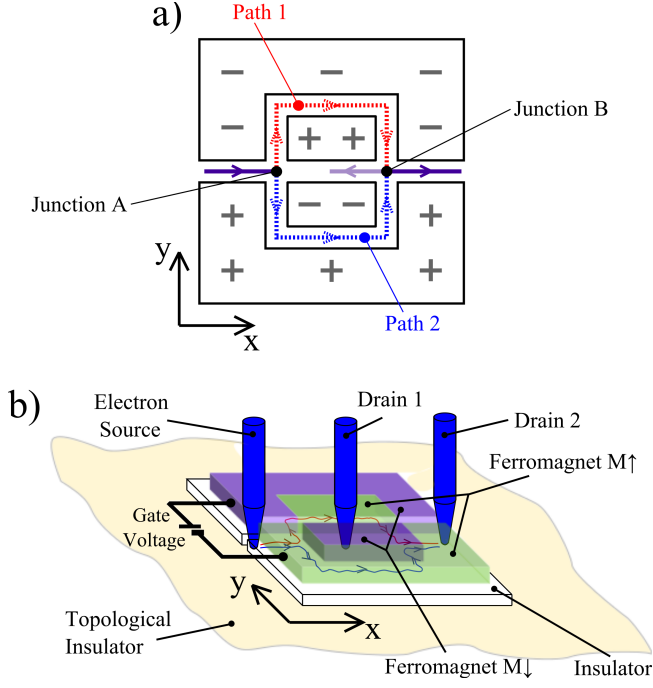 a)
Path 1
Junction B
Junction A
y
x
Path 2
b)
Electron
Source
Drain 1
Drain 2
Ferromagnet M↑
Gate
Voltage
y
x
Topological
Insulator
Ferromagnet M↓
Insulator